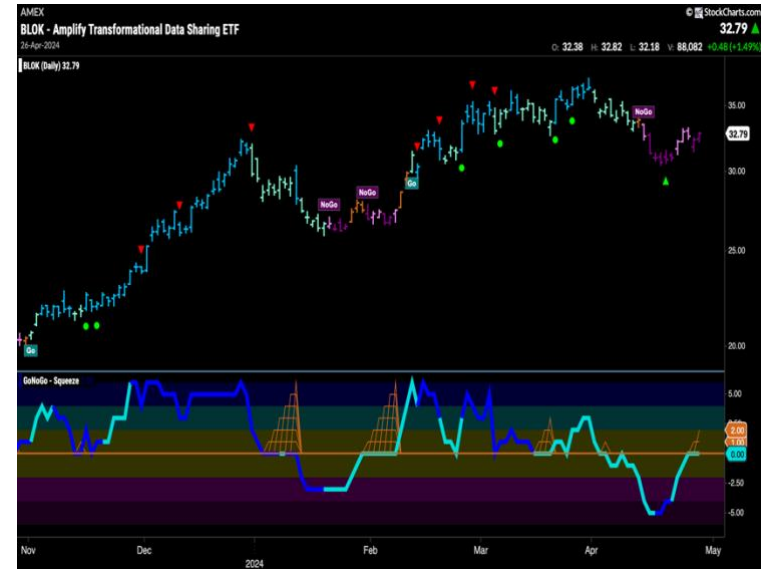 AMEX
© StockCharts.com
BLOK - Amplify Transformational Data Sharing ETF
32.79
26-Apr-2024
O: 32.38 H: 32.82 L: 32.18 V: 88,082 +0.48 (+1.49%)
BLOK (Daily) 32.79
35.00
NoGo
32.79
30.00
Go
NoGo
NoGo
25.00
Go
20.00
GoNoGo - Squeeze
5.00
2.00
1.00
0.00
-2.50
-5.00
Nov Dec Feb Mar Apr May
2024